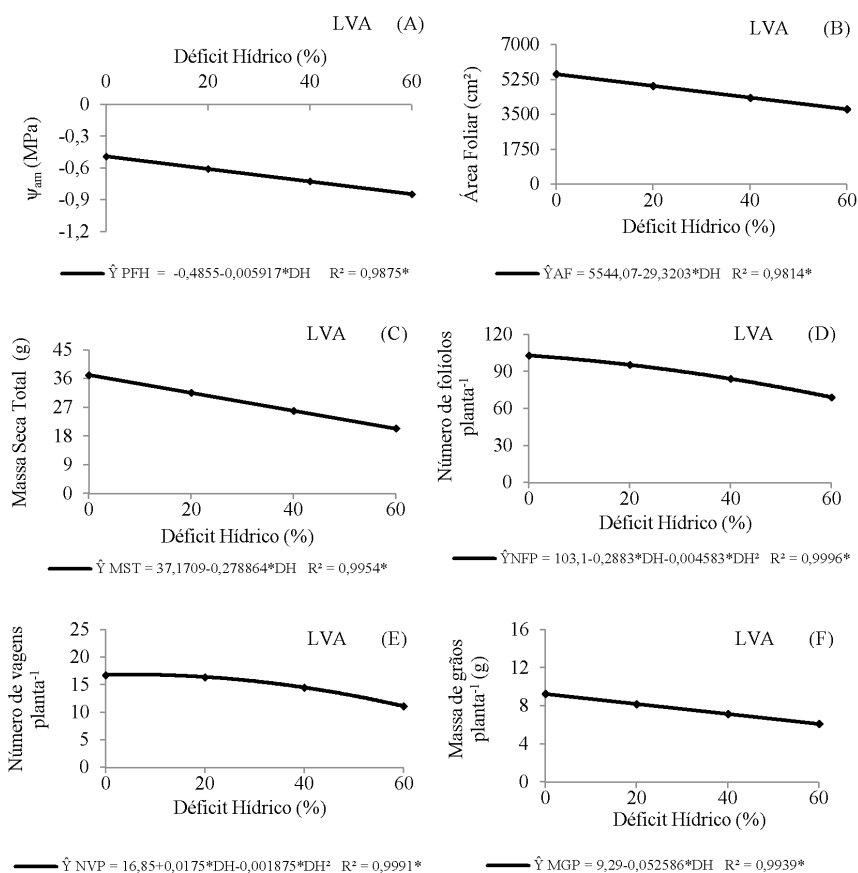 LVA (A)
Déficit Hídrico (%)
0 20 40 60
0
-0,3
-0,6
-0,9
-1,2
Ψam (MPa)
Ŷ PFH = -0,4855-0,005917*DH R² = 0,9875*
LVA (B)
7000
5250
3500
1750
0
Área Foliar (cm²)
0 20 40 60
Déficit Hídrico (%)
ŶAF = 5544,07-29,3203*DH R² = 0,9814*
LVA (C)
45
36
27
18
9
0
Massa Seca Total (g)
0 20 40 60
Déficit Hídrico (%)
Ŷ MST = 37,1709-0,278864*DH R² = 0,9954*
LVA (D)
120
90
60
30
0
Número de folíolos
planta-1
0 20 40 60
Déficit Hídrico (%)
ŶNFP = 103,1-0,2883*DH-0,004583*DH² R² = 0,9996*
LVA (E)
25
20
15
10
5
0
Número de vagens
planta-1
0 20 40 60
Déficit Hídrico (%)
Ŷ NVP = 16,85+0,0175*DH-0,001875*DH² R² = 0,9991*
LVA (F)
16
12
8
4
0
Massa de grãos
planta-1 (g)
0 20 40 60
Déficit Hídrico (%)
Ŷ MGP = 9,29-0,052586*DH R² = 0,9939*